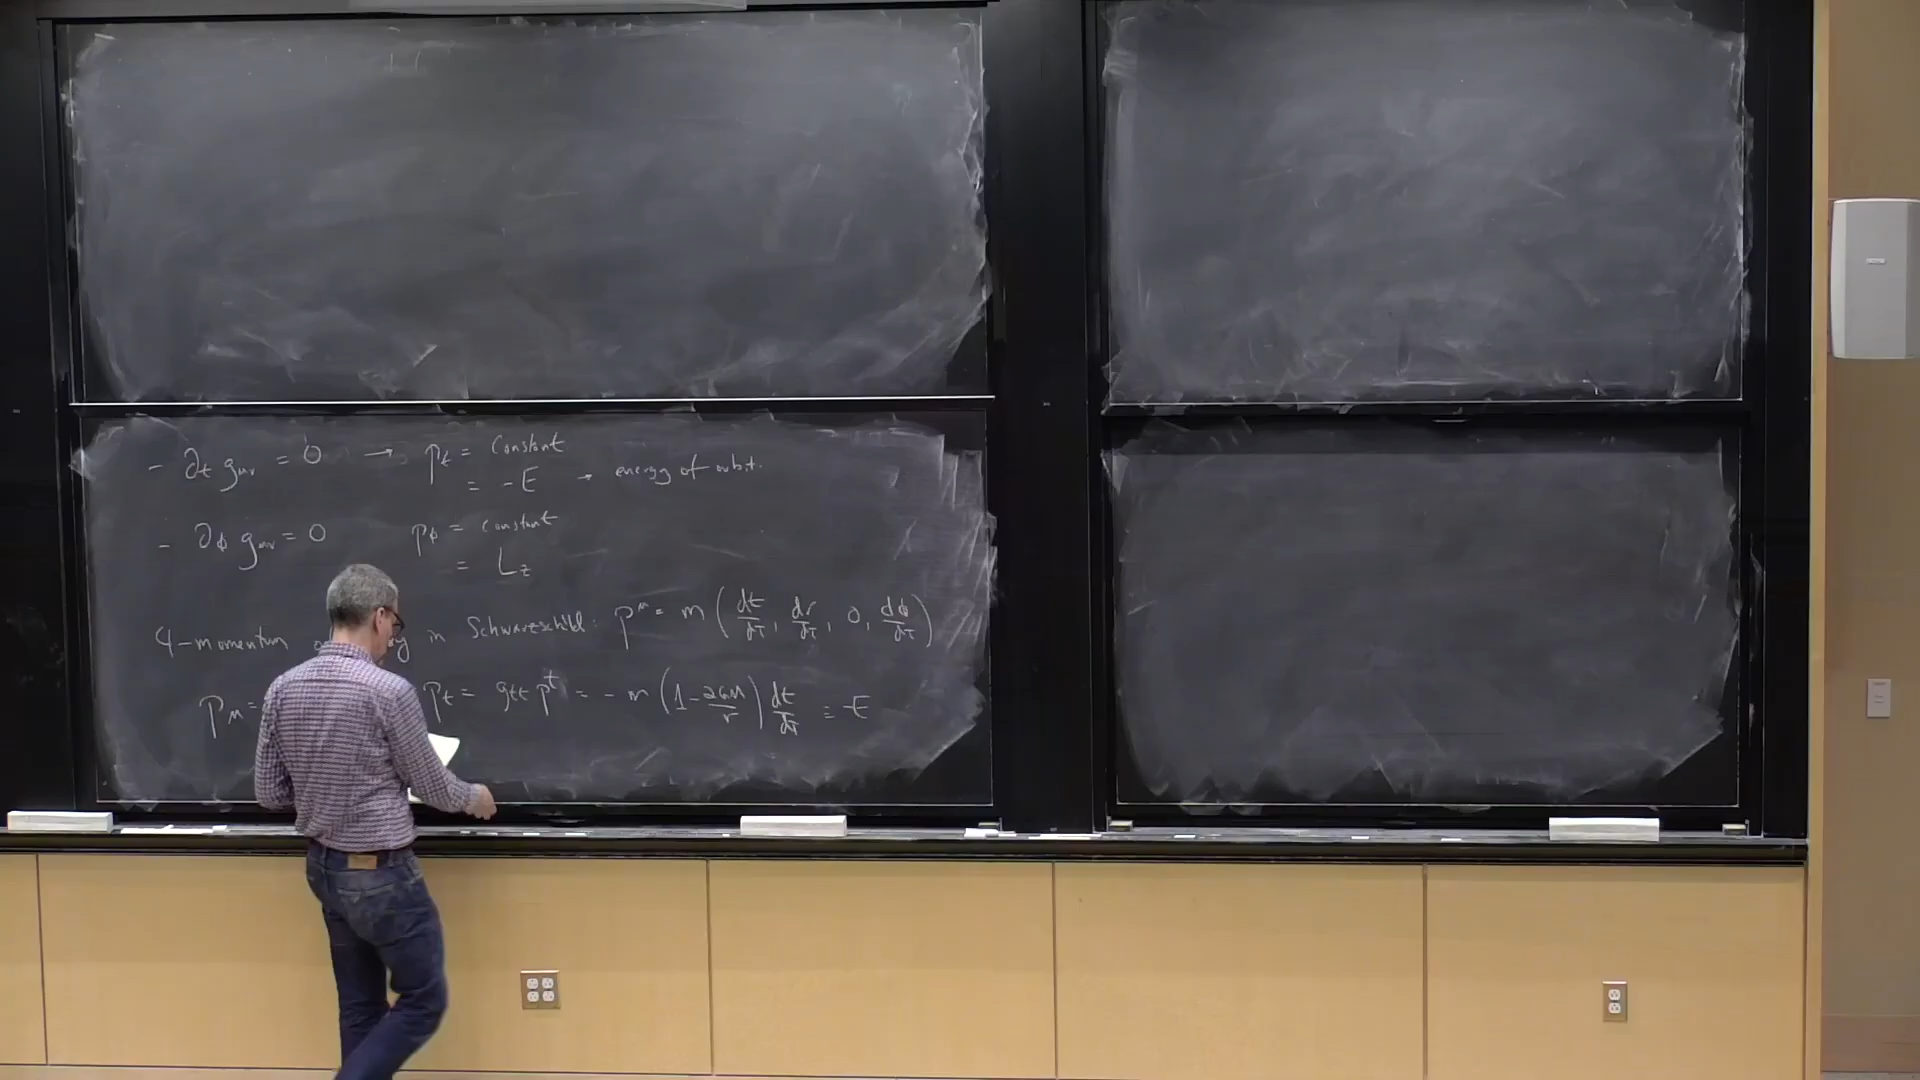 - ∂t gμν = 0 → pt = Constant
= -E → energy of orbit.
- ∂ϕ gμν = 0 pϕ = constant
= Lz
4-momentum in Schwarzschild: pμ = m (dt/dτ, dr/dτ, 0, dϕ/dτ)
pμ = pt = gtt pt = -m (1 - 2GM/r) dt/dτ ≡ -E